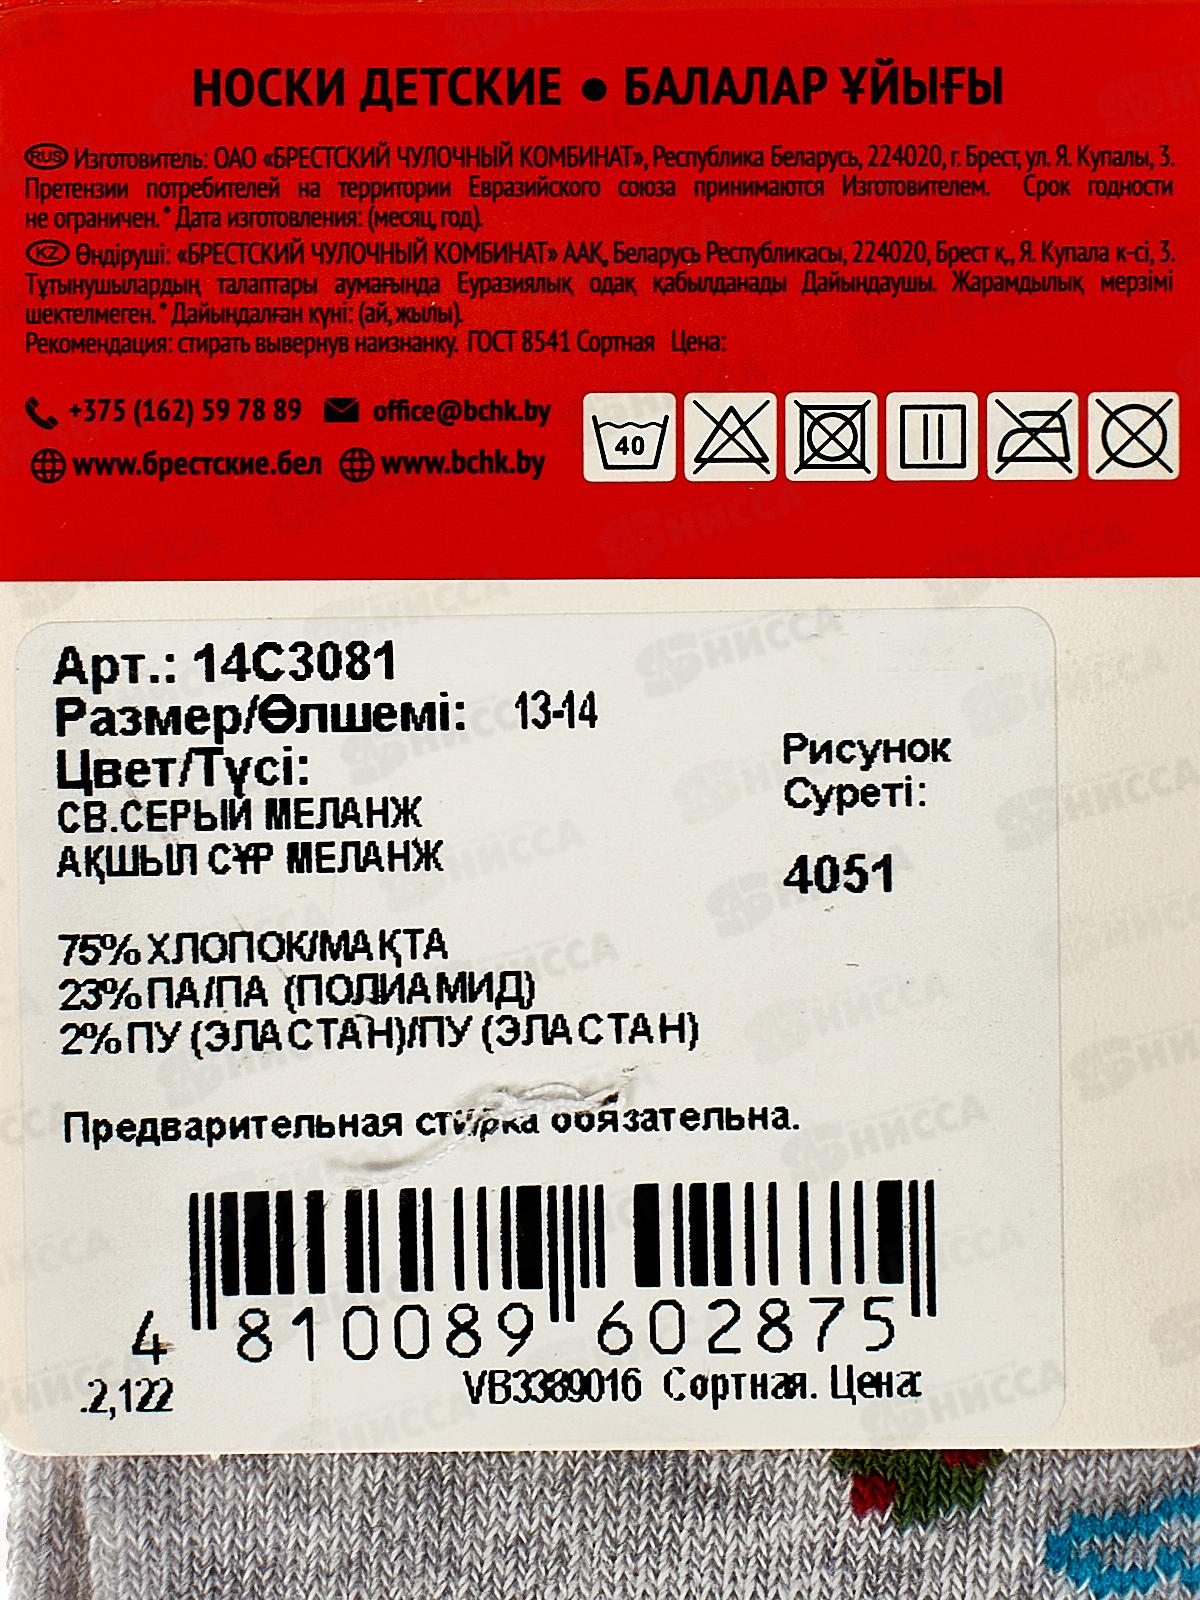 НОСКИ ДЕТСКИЕ ● БАЛАЛАР ҰЙЫҒЫ
RUS Изготовитель: ОАО «БРЕСТСКИЙ ЧУЛОЧНЫЙ КОМБИНАТ», Республика Беларусь, 224020, г. Брест, ул. Я. Купалы, 3.
Претензии потребителей на территории Евразийского союза принимаются Изготовителем. Срок годности
не ограничен. * Дата изготовления: (месяц, год).
KZ Өндіруші: «БРЕСТСКИЙ ЧУЛОЧНЫЙ КОМБИНАТ» ААҚ, Беларусь Республикасы, 224020, Брест қ., Я. Купала к-сі, 3.
Тұтынушылардың талаптары аумағында Еуразиялық одақ қабылданады Дайындаушы. Жарамдылық мерзімі
шектелмеген. * Дайындалған күні: (ай, жылы).
Рекомендация: стирать вывернув наизнанку. ГОСТ 8541 Сортная Цена:
+375 (162) 59 78 89 office@bchk.by
www.брестские.бел www.bchk.by
40
Арт.: 14С3081
Размер/Өлшемі: 13-14
Цвет/Түсі:
СВ.СЕРЫЙ МЕЛАНЖ
АҚШЫЛ СҰР МЕЛАНЖ
Рисунок
Суреті:
4051
75% ХЛОПОК/МАҚТА
23% ПА/ПА (ПОЛИАМИД)
2% ПУ (ЭЛАСТАН)/ПУ (ЭЛАСТАН)
Предварительная стирка обязательна.
4 810089 602875
.2,122
VB3389016 Сортная. Цена:
НИССА